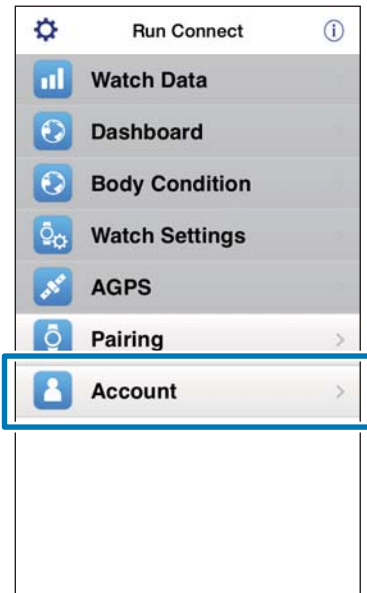 Run Connect
Watch Data
Dashboard
Body Condition
Watch Settings
AGPS
Pairing
Account